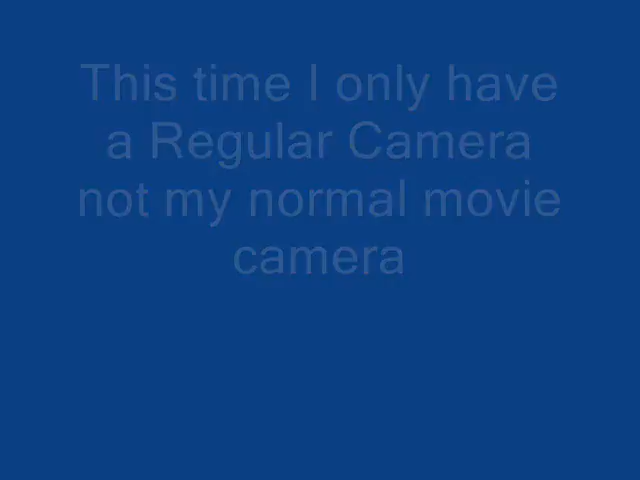 This time I only have
a Regular Camera
not my normal movie
camera